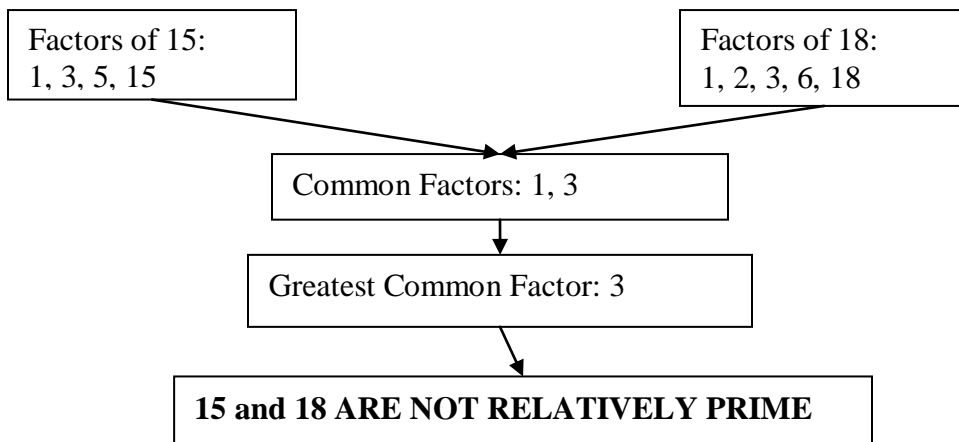 Factors of 15:
1, 3, 5, 15
Factors of 18:
1, 2, 3, 6, 18
Common Factors: 1, 3
Greatest Common Factor: 3
15 and 18 ARE NOT RELATIVELY PRIME